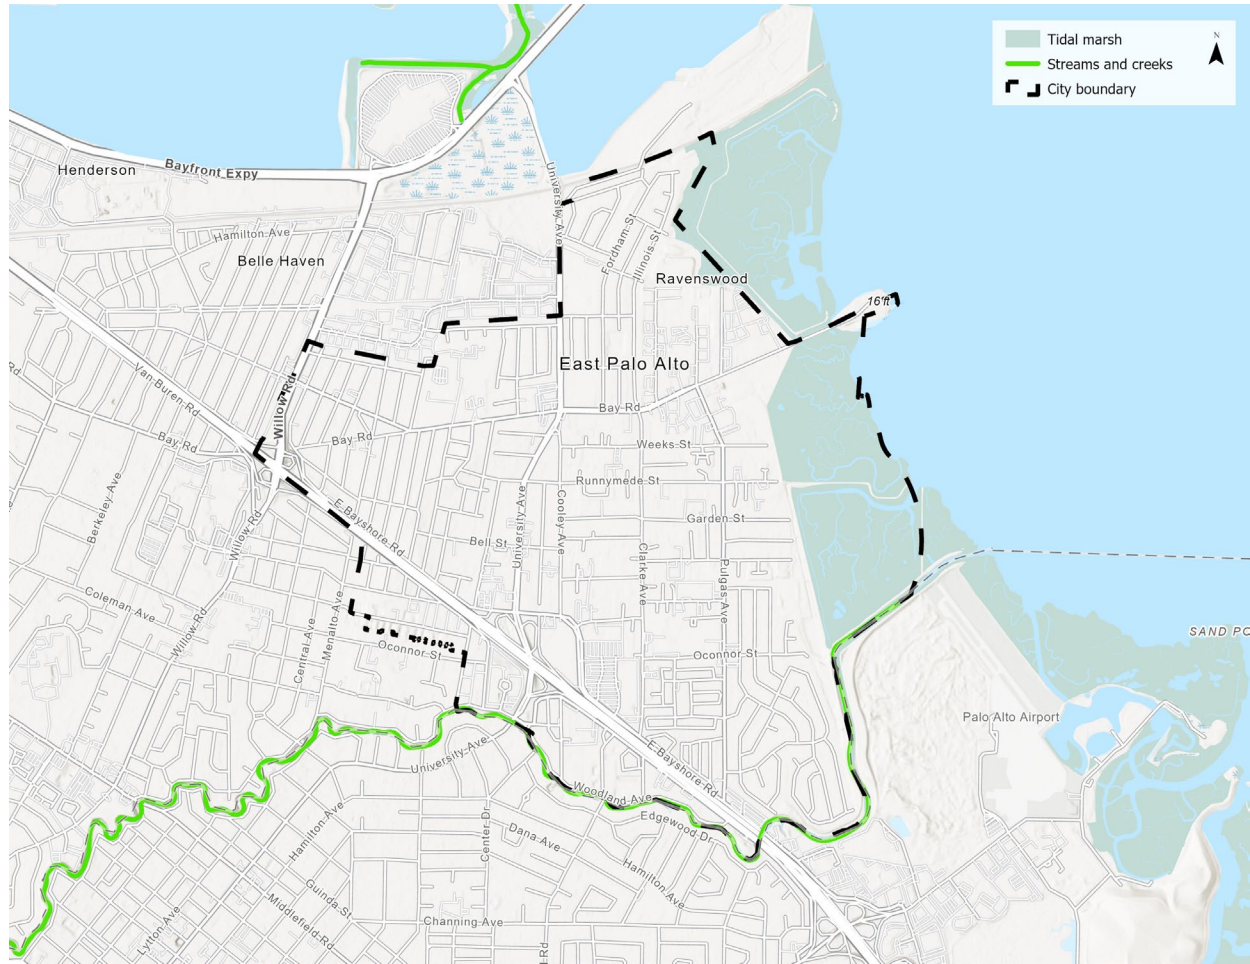 N
Tidal marsh
Streams and creeks
City boundary
Henderson
Bayfront Expy
University Ave
Hamilton Ave
Belle Haven
Fordham St
Illinois St
Ravenswood
16 ft
East Palo Alto
Rd
Van Buren Rd
Willow Rd
Bay Rd
Bay Rd
Bay Rd
Weeks St
Runnymede St
Berkeley Ave
Willow Rd
E Bayshore Rd
University Ave
Cooley Ave
Garden St
Bell St
Clarke Ave
Pulgas Ave
Coleman Ave
Willow Rd
Central Ave
Menalto Ave
Oconnor St
Oconnor St
SAND PO
Palo Alto Airport
University Ave
E Bayshore Rd
Woodland Ave
Edgewood Dr
Hamilton Ave
Center Dr
Dana Ave
Hamilton Ave
Guinda St
Middlefield Rd
Lytton Ave
Channing Ave
d Rd